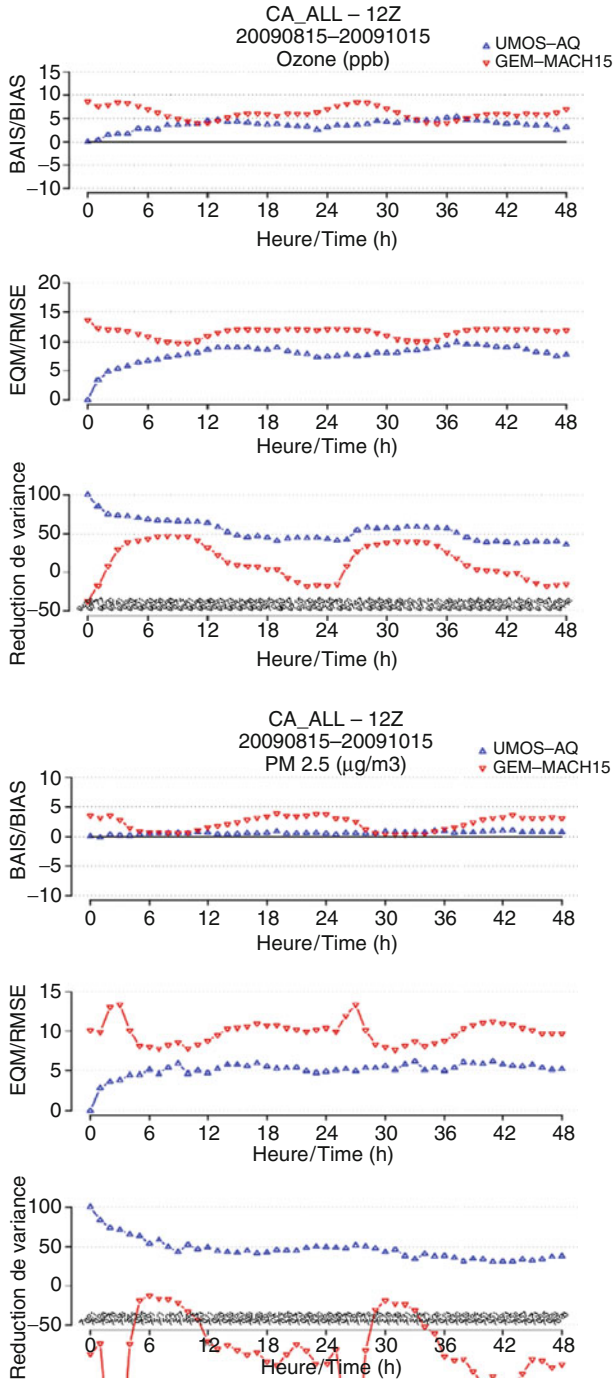 CA_ALL – 12Z
20090815–20091015
Ozone (ppb)
UMOS–AQ
GEM–MACH15
BAIS/BIAS
15
10
5
0
−5
−10
0 6 12 18 24 30 36 42 48
Heure/Time (h)
EQM/RMSE
20
15
10
5
0
0 6 12 18 24 30 36 42 48
Heure/Time (h)
Reduction de variance
100
50
0
−50
0 6 12 18 24 30 36 42 48
Heure/Time (h)
CA_ALL – 12Z
20090815–20091015
PM 2.5 (µg/m3)
UMOS–AQ
GEM–MACH15
BAIS/BIAS
10
5
0
−5
−10
0 6 12 18 24 30 36 42 48
Heure/Time (h)
EQM/RMSE
15
10
5
0
0 6 12 18 24 30 36 42 48
Heure/Time (h)
Reduction de variance
100
50
0
−50
0 6 12 18 24 30 36 42 48
Heure/Time (h)